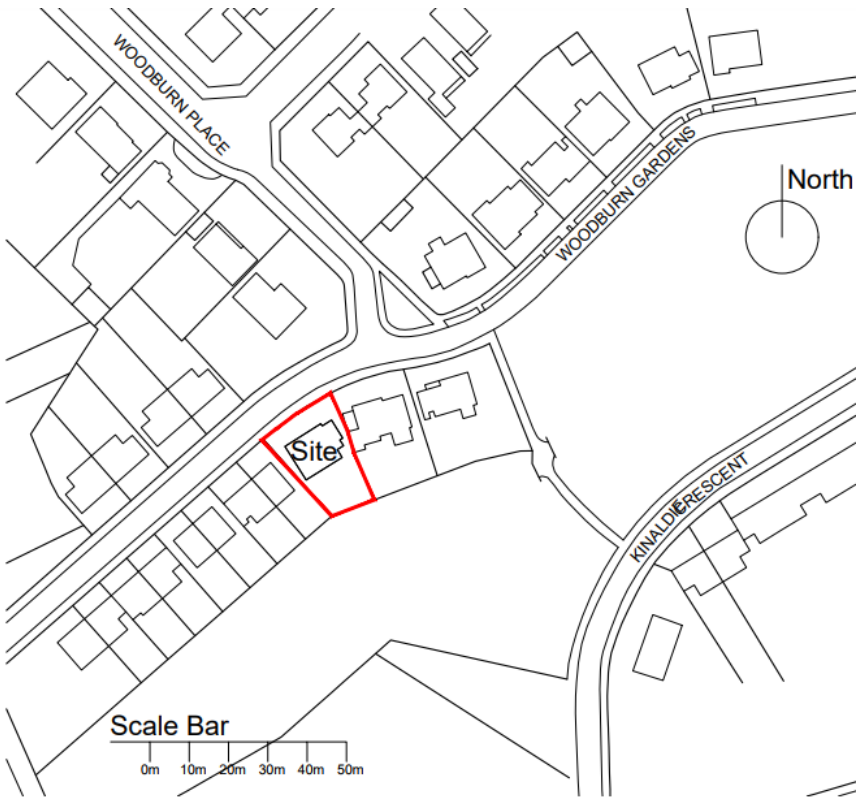 WOODBURN PLACE
North
WOODBURN GARDENS
Site
KINALDIE
CRESCENT
Scale Bar
0m 10m 20m 30m 40m 50m